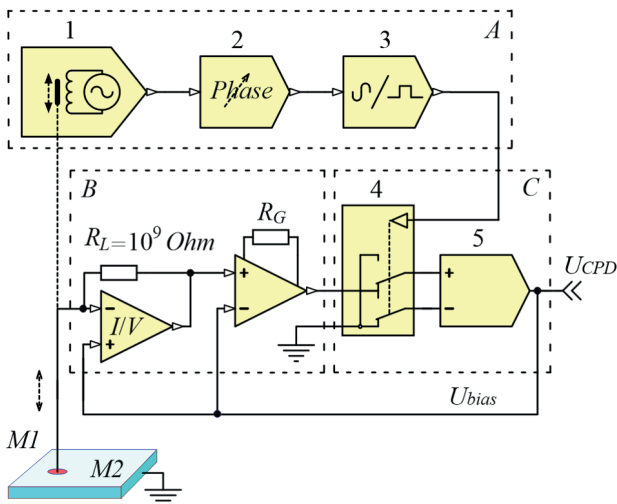 1
2
3
A
Phase
B
4
C
R_L=10^9 Ohm
R_G
5
U_CPD
+
-
+
-
-
I/V
+
+
-
U_bias
M1
M2